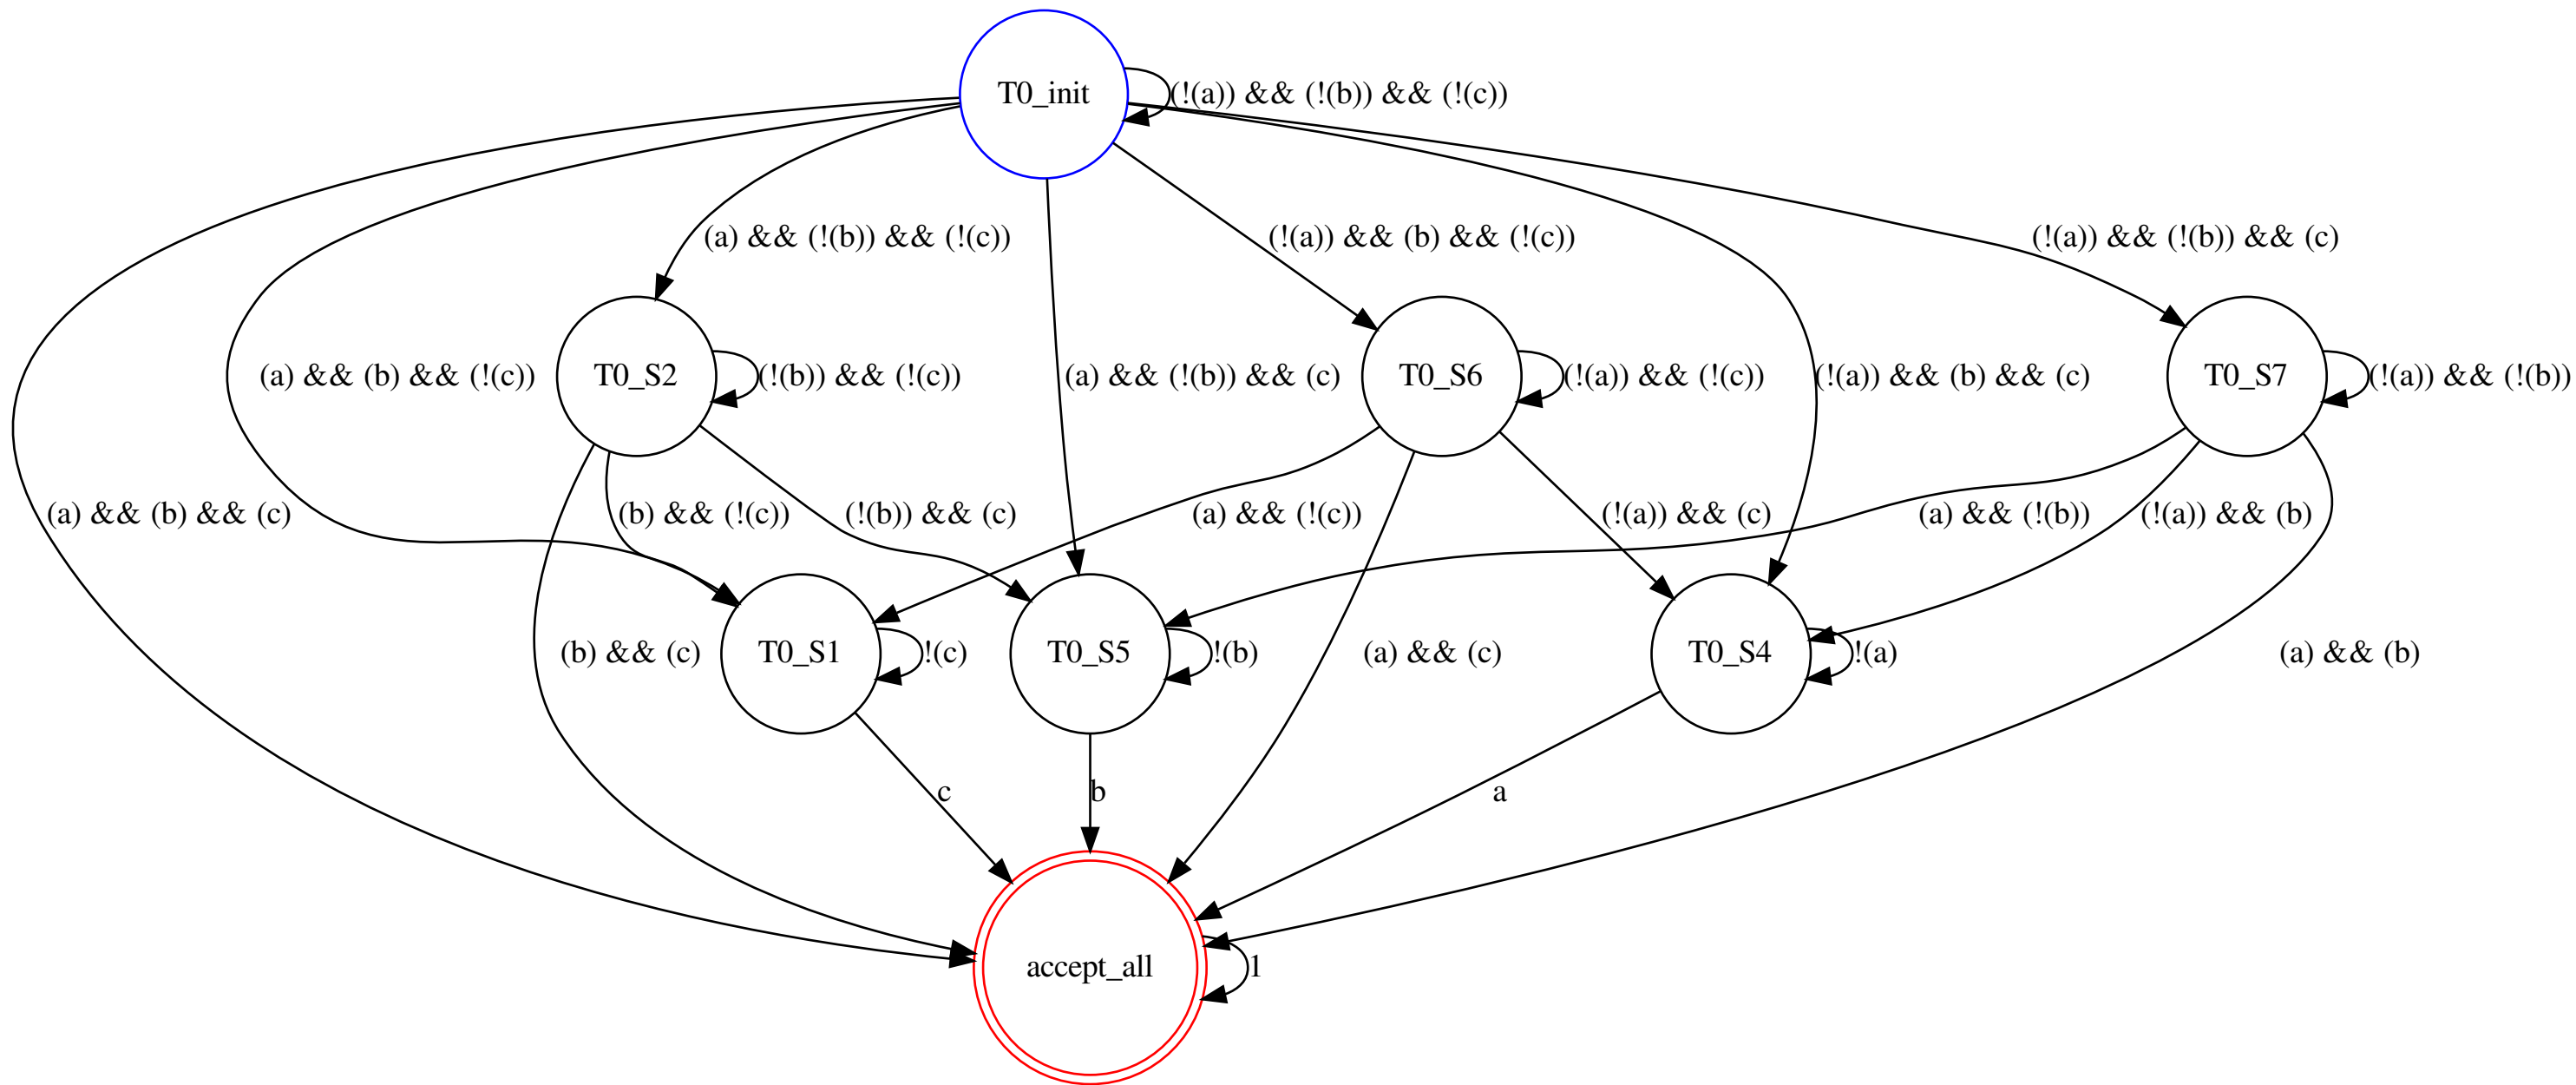 T0_init
(!(a)) && (!(b)) && (!(c))
(a) && (!(b)) && (!(c))
(!(a)) && (b) && (!(c))
(!(a)) && (!(b)) && (c)
(a) && (b) && (!(c))
T0_S2
(!(b)) && (!(c))
(a) && (!(b)) && (c)
T0_S6
(!(a)) && (!(c))
(!(a)) && (b) && (c)
T0_S7
(!(a)) && (!(b))
(a) && (b) && (c)
(b) && (!(c))
(!(b)) && (c)
(a) && (!(c))
(!(a)) && (c)
(a) && (!(b))
(!(a)) && (b)
(b) && (c)
T0_S1
!(c)
T0_S5
!(b)
(a) && (c)
T0_S4
!(a)
(a) && (b)
c
b
a
accept_all
1